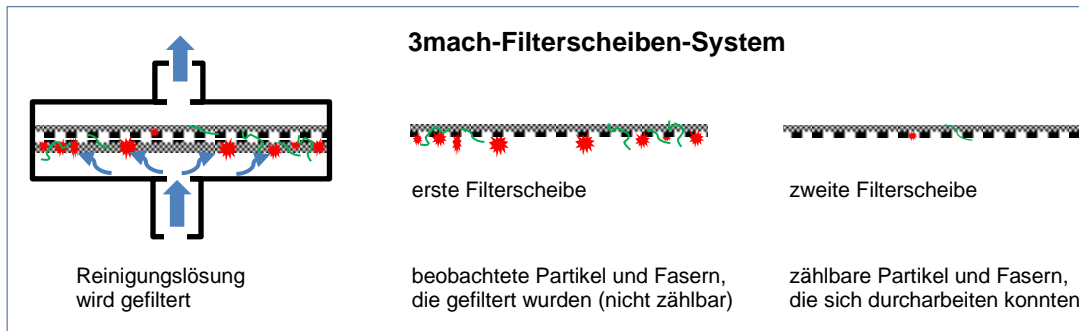 3mach-Filterscheiben-System
erste Filterscheibe
zweite Filterscheibe
Reinigungslösung
wird gefiltert
beobachtete Partikel und Fasern,
die gefiltert wurden (nicht zählbar)
zählbare Partikel und Fasern,
die sich durcharbeiten konnten